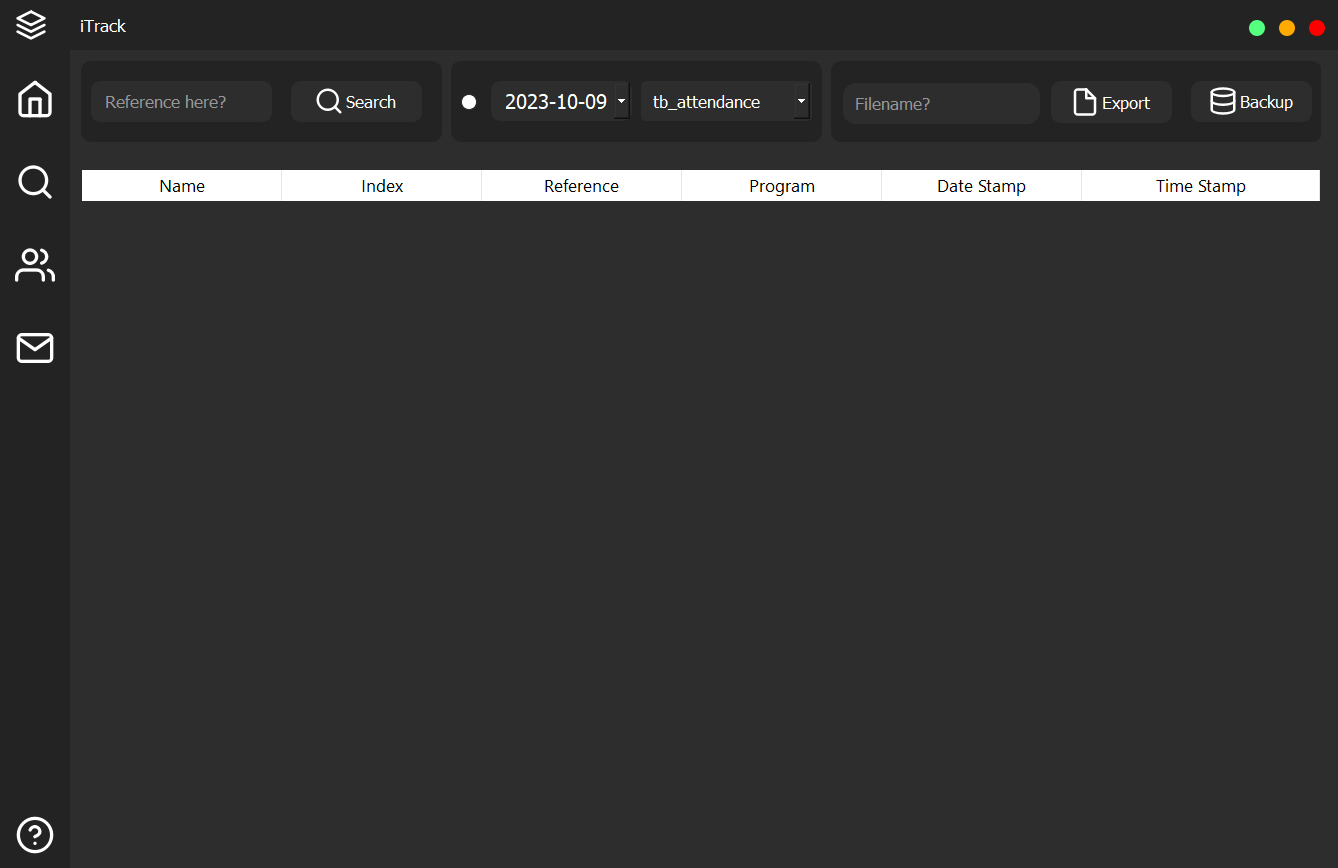 iTrack
Reference here? Search 2023-10-09 tb_attendance Filename? Export Backup
Name Index Reference Program Date Stamp Time Stamp